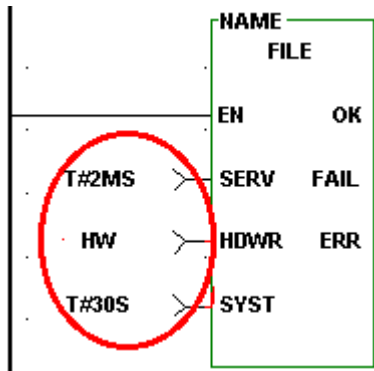 NAME
FILE
EN OK
T#2MS SERV FAIL
HW HDWR ERR
T#30S SYST